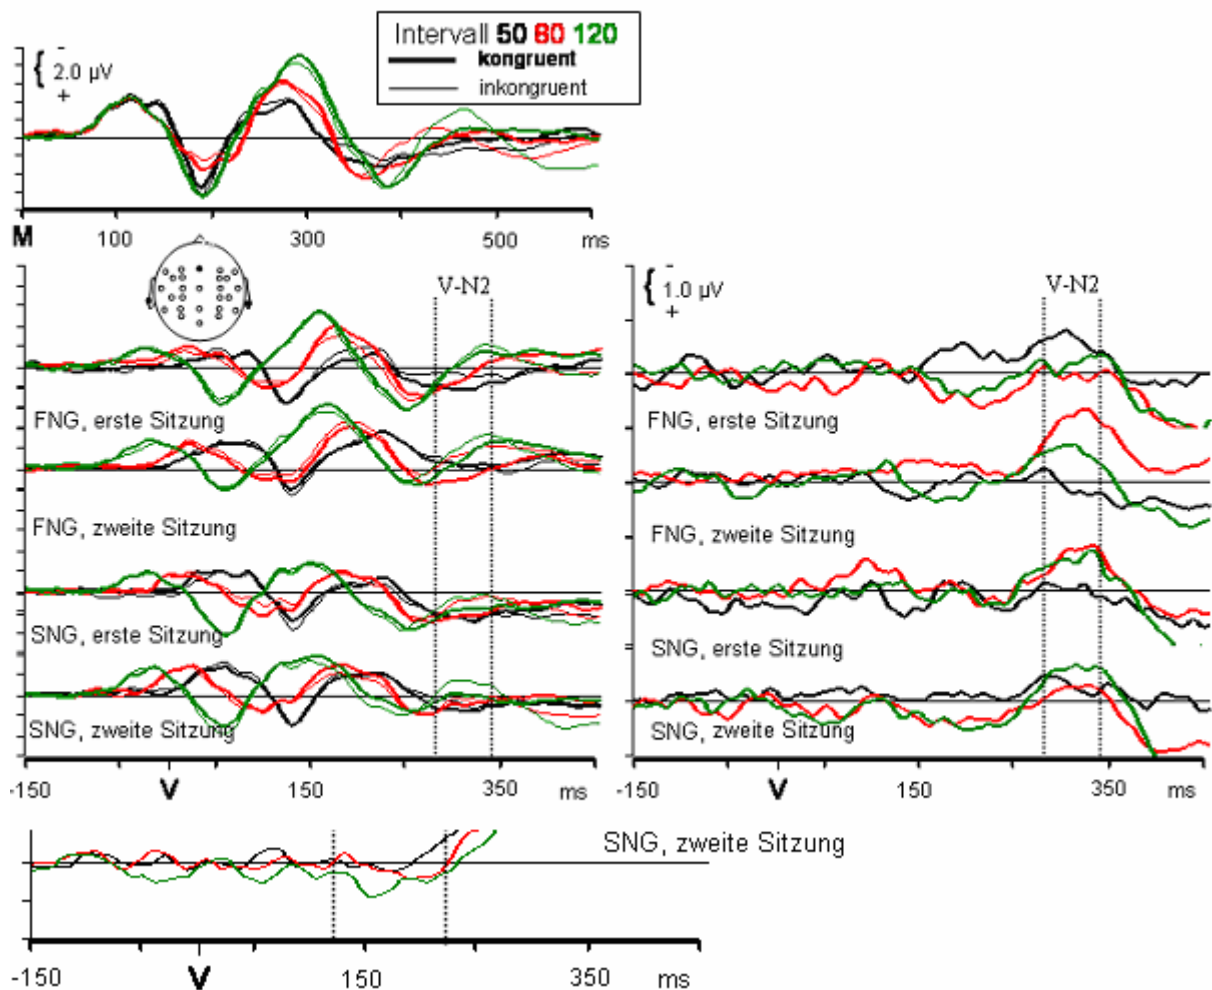 Intervall 50 80 120
kongruent
inkongruent
-
{ 2.0 µV
+
M 100 300 500 ms
V-N2
FNG, erste Sitzung
FNG, zweite Sitzung
SNG, erste Sitzung
SNG, zweite Sitzung
-150 V 150 350 ms
-
{ 1.0 µV
+
V-N2
FNG, erste Sitzung
FNG, zweite Sitzung
SNG, erste Sitzung
SNG, zweite Sitzung
-150 V 150 350 ms
SNG, zweite Sitzung
-150 V 150 350 ms